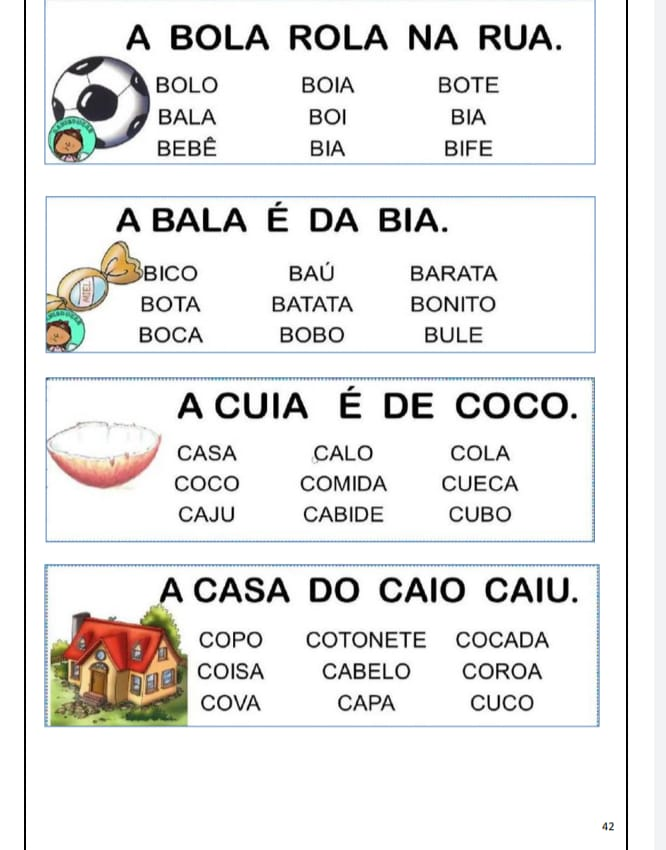 A BOLA ROLA NA RUA.
BOLO BOIA BOTE
BALA BOI BIA
BEBÊ BIA BIFE
A BALA É DA BIA.
MIEL
BICO BAÚ BARATA
BOTA BATATA BONITO
BOCA BOBO BULE
A CUIA É DE COCO.
CASA CALO COLA
COCO COMIDA CUECA
CAJU CABIDE CUBO
A CASA DO CAIO CAIU.
COPO COTONETE COCADA
COISA CABELO COROA
COVA CAPA CUCO
42